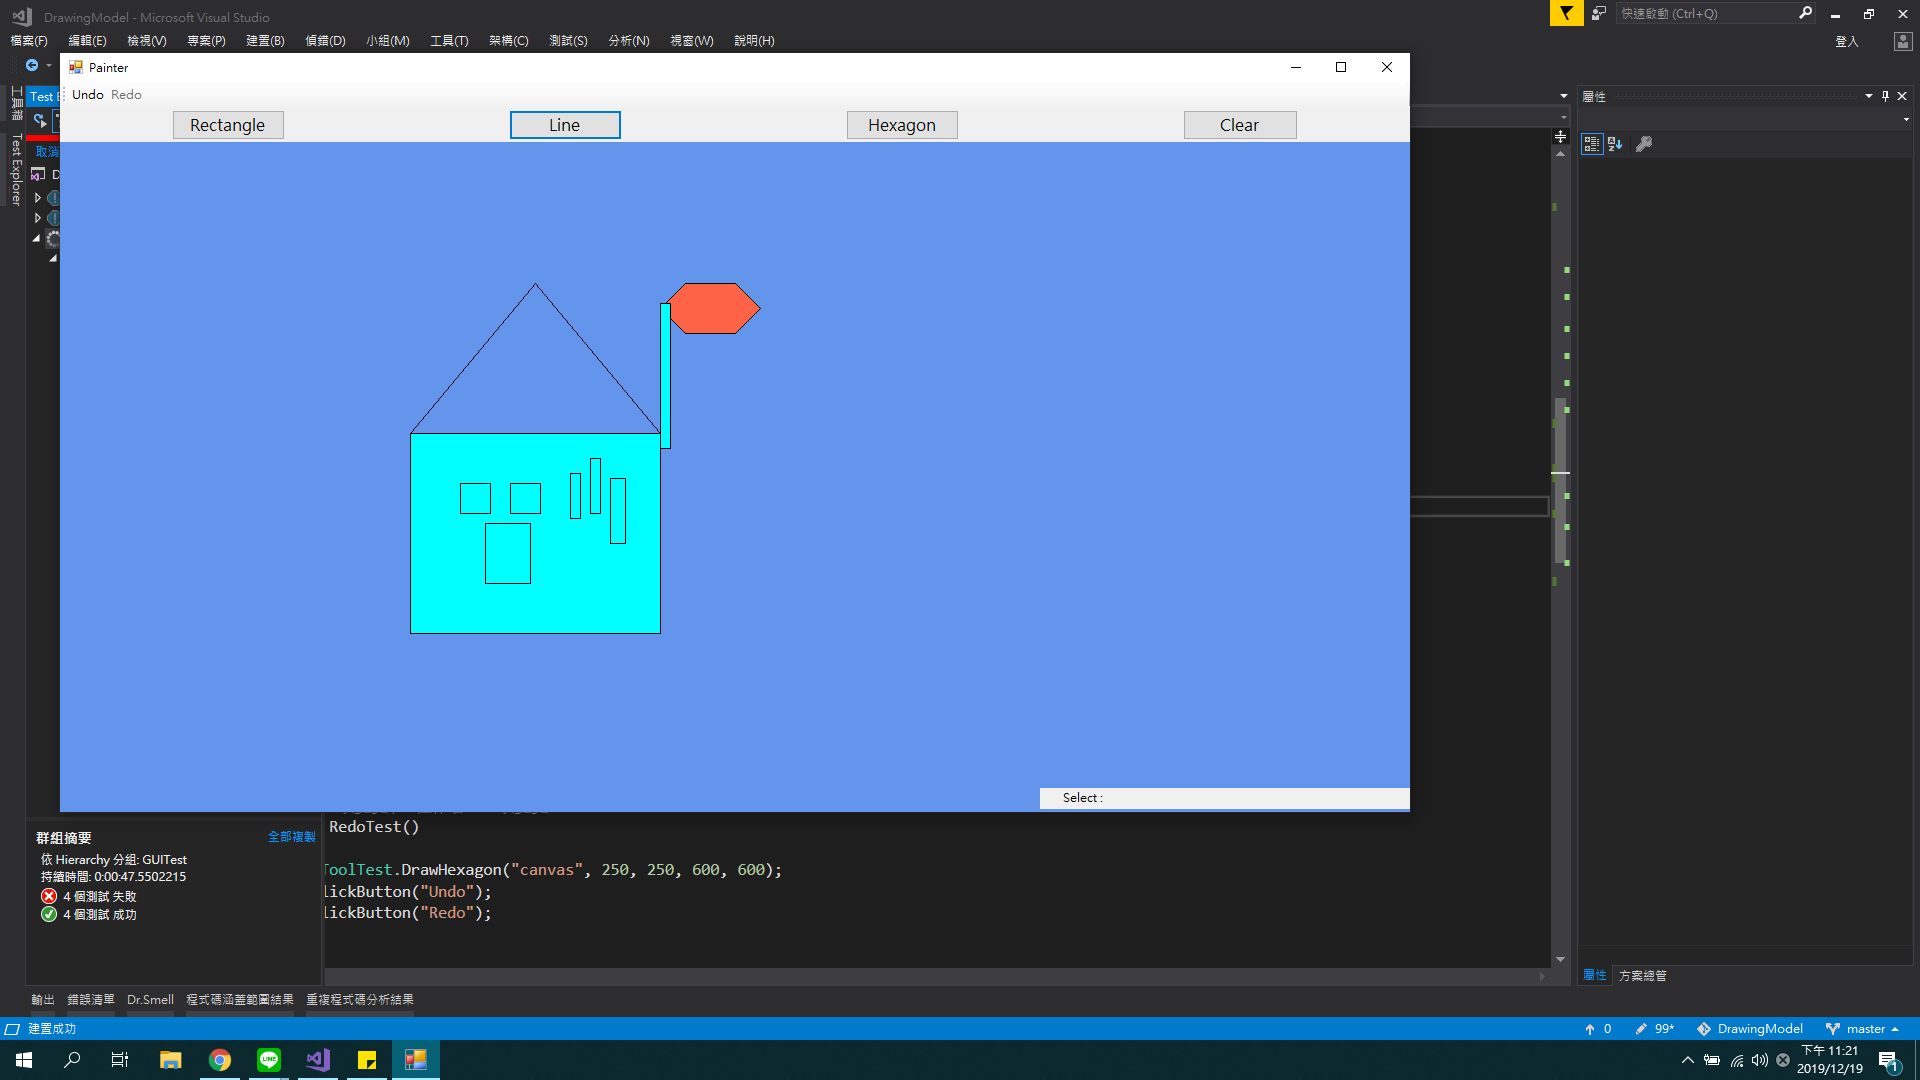 DrawingModel - Microsoft Visual Studio
快速啟動 (Ctrl+Q)
檔案(F) 編輯(E) 檢視(V) 專案(P) 建置(B) 偵錯(D) 小組(M) 工具(T) 架構(C) 測試(S) 分析(N) 視窗(W) 說明(H)
登入
Painter
Undo Redo
Rectangle Line Hexagon Clear
工具箱
Test Explorer
Test E
取消
D
屬性
Select :
群組摘要
全部複製
依 Hierarchy 分組: GUITest
持續時間: 0:00:47.5502215
4 個測試 失敗
4 個測試 成功
RedoTest()
ToolTest.DrawHexagon("canvas", 250, 250, 600, 600);
lickButton("Undo");
lickButton("Redo");
屬性 方案總管
輸出 錯誤清單 Dr.Smell 程式碼涵蓋範圍結果 重複程式碼分析結果
建置成功
0 99* DrawingModel master
下午 11:21
2019/12/19
1